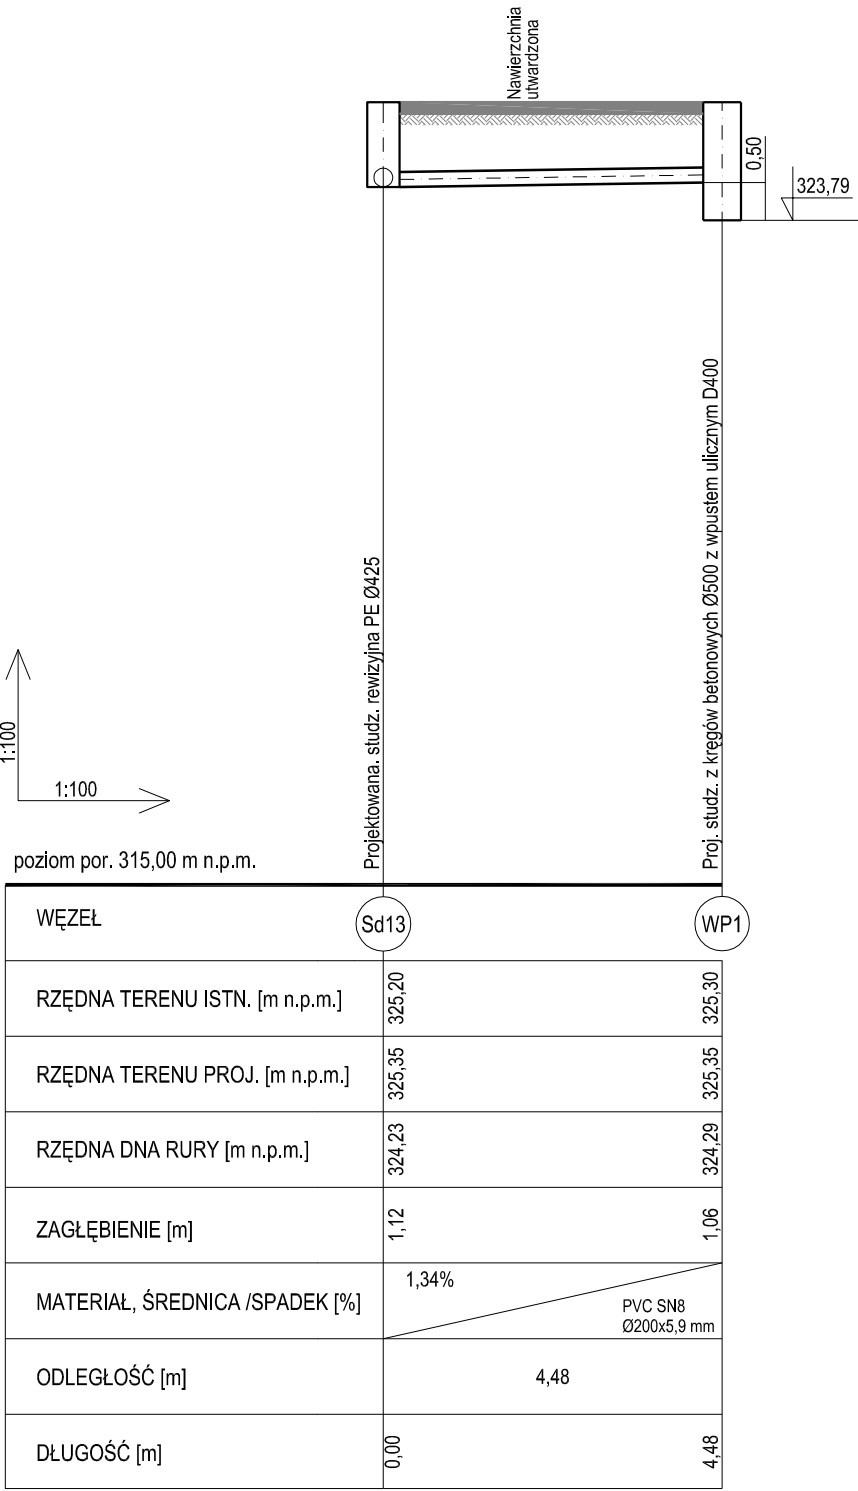 Nawierzchnia
utwardzona
0,50
323,79
Projektowana. studz. rewizyjna PE Ø425
Proj. studz. z kręgów betonowych Ø500 z wpustem ulicznym D400
1:100
1:100
poziom por. 315,00 m n.p.m.
WĘZEŁ Sd13 WP1
RZĘDNA TERENU ISTN. [m n.p.m.] 325,20 325,30
RZĘDNA TERENU PROJ. [m n.p.m.] 325,35 325,35
RZĘDNA DNA RURY [m n.p.m.] 324,23 324,29
ZAGŁĘBIENIE [m] 1,12 1,06
MATERIAŁ, ŚREDNICA /SPADEK [%] 1,34%
PVC SN8
Ø200x5,9 mm
ODLEGŁOŚĆ [m] 4,48
DŁUGOŚĆ [m] 0,00 4,48